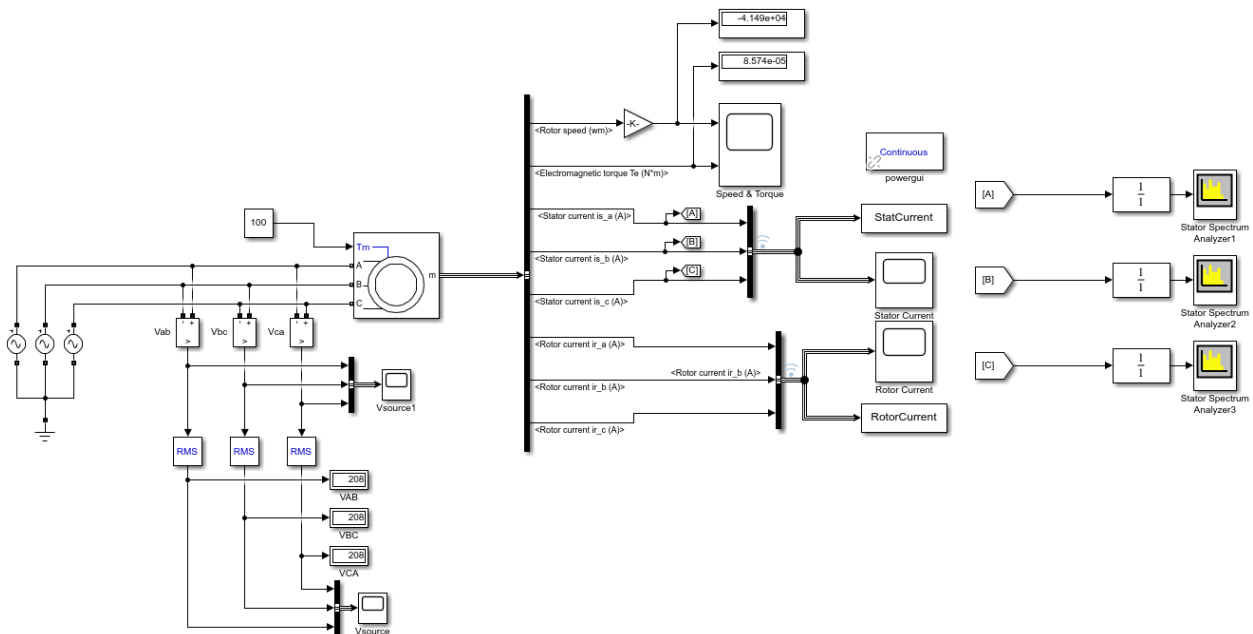 -4.149e+04
8.574e-05
-K-
<Rotor speed (wm)>
<Electromagnetic torque Te (N*m)>
Speed & Torque
Continuous
powergui
100
Tm
A
B
C
m
<Stator current is_a (A)>
[A]
<Stator current is_b (A)>
[B]
<Stator current is_c (A)>
[C]
StatCurrent
Stator Current
<Rotor current ir_a (A)>
<Rotor current ir_b (A)>
<Rotor current ir_b (A)>
<Rotor current ir_c (A)>
Rotor Current
RotorCurrent
[A]
1
1
Stator Spectrum
Analyzer1
[B]
1
1
Stator Spectrum
Analyzer2
[C]
1
1
Stator Spectrum
Analyzer3
Vab
- +
v
Vbc
- +
v
Vca
- +
v
Vsource1
RMS
RMS
RMS
208
VAB
208
VBC
208
VCA
Vsource